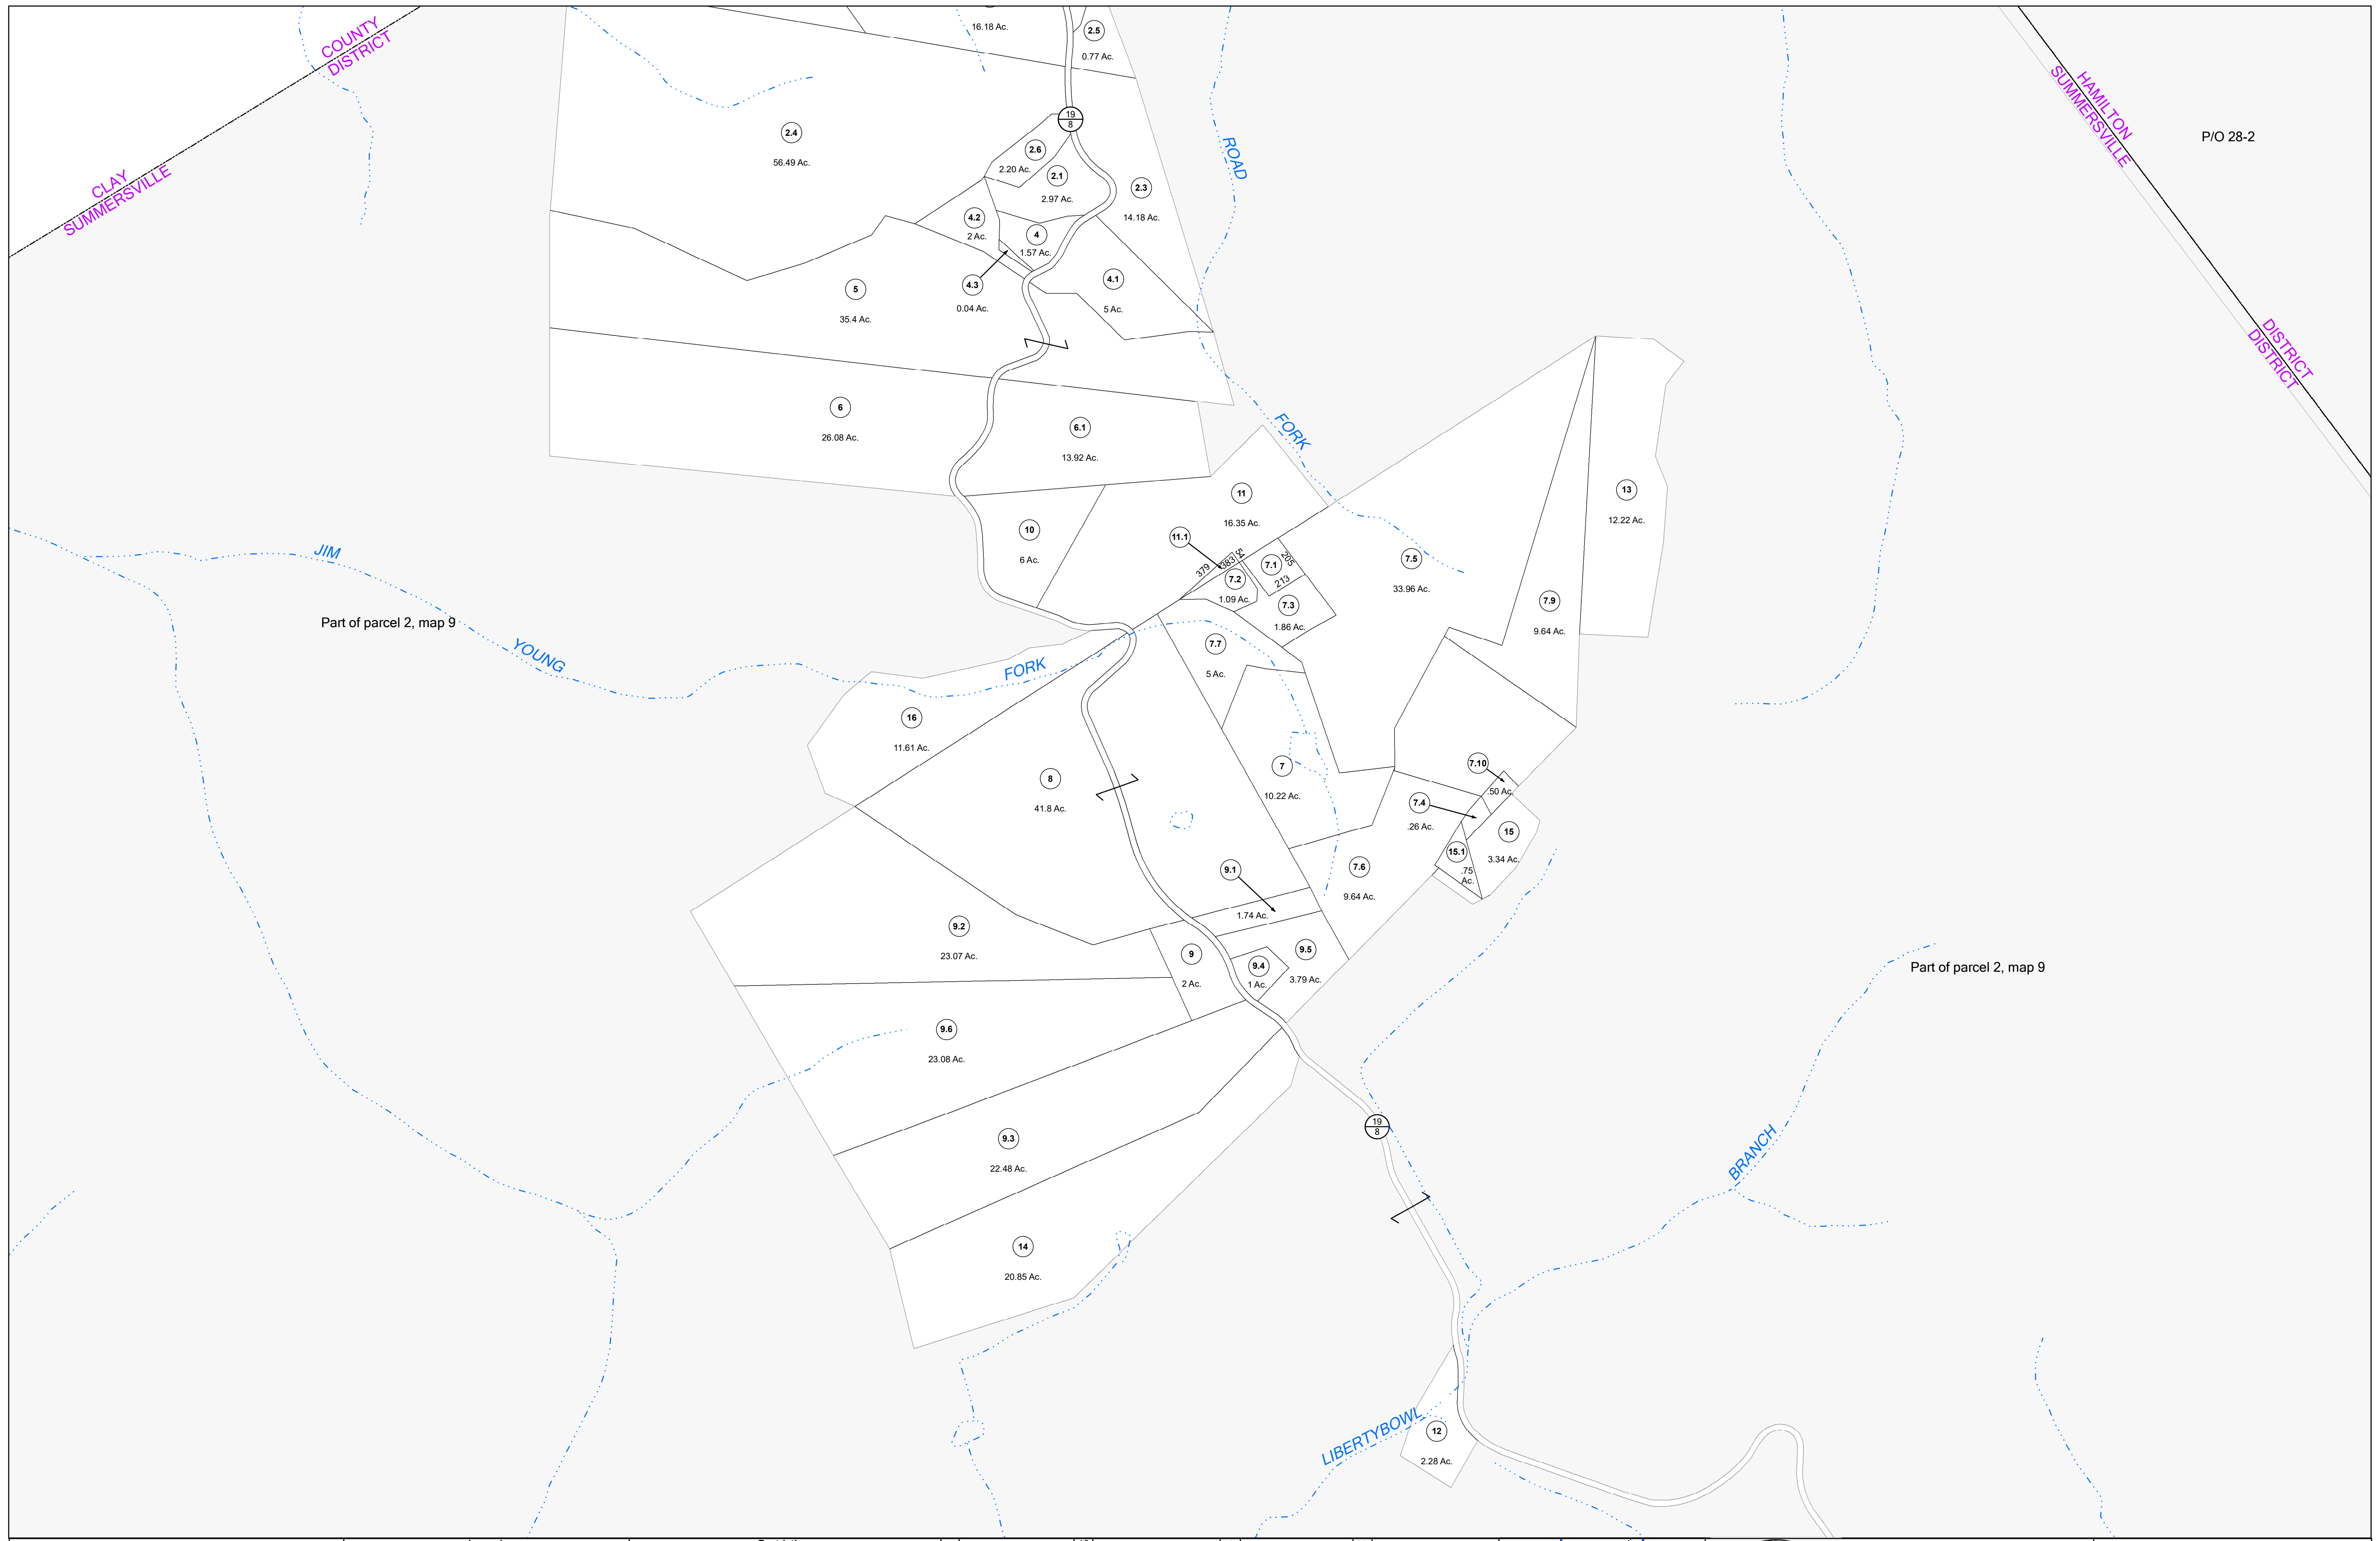 COUNTY
DISTRICT
CLAY
SUMMERSVILLE
16.18 Ac.
2.5
0.77 Ac.
HAMILTON
SUMMERSVILLE
DISTRICT
DISTRICT
P/O 28-2
19
8
2.4
56.49 Ac.
2.6
2.20 Ac.
2.1
2.97 Ac.
2.3
14.18 Ac.
ROAD
FORK
4.2
2 Ac.
4
1.57 Ac.
4.3
0.04 Ac.
4.1
5 Ac.
5
35.4 Ac.
6
26.08 Ac.
6.1
13.92 Ac.
11
16.35 Ac.
10
6 Ac.
11.1
379
383
54
7.1
205
213
7.2
1.09 Ac.
7.3
1.86 Ac.
7.5
33.96 Ac.
7.9
9.64 Ac.
13
12.22 Ac.
JIM
YOUNG
FORK
Part of parcel 2, map 9
7.7
5 Ac.
16
11.61 Ac.
8
41.8 Ac.
7
10.22 Ac.
7.10
.50 Ac.
7.4
.26 Ac.
15
3.34 Ac.
15.1
.75
Ac.
7.6
9.64 Ac.
9.1
1.74 Ac.
9.2
23.07 Ac.
9
2 Ac.
9.4
1 Ac.
9.5
3.79 Ac.
Part of parcel 2, map 9
9.6
23.08 Ac.
9.3
22.48 Ac.
19
8
BRANCH
14
20.85 Ac.
LIBERTYBOWL
12
2.28 Ac.